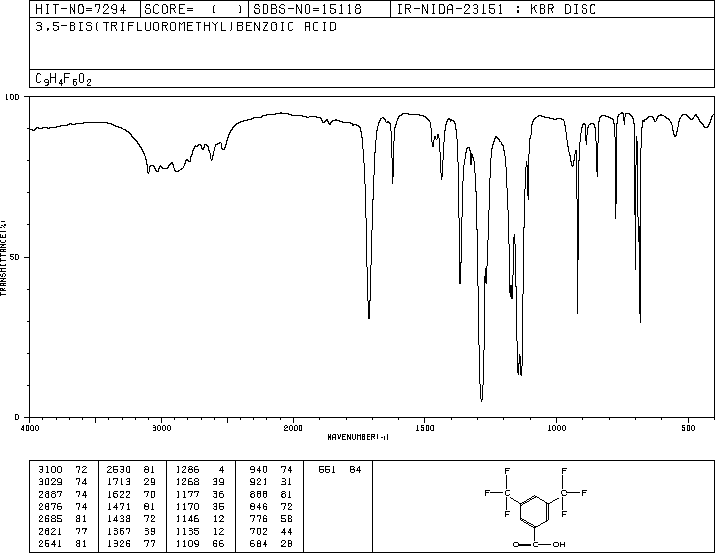 HIT-NO=7294 SCORE= ( ) SDBS-NO=15118 IR-NIDA-23151 : KBR DISC
3,5-BIS(TRIFLUOROMETHYL)BENZOIC ACID
C9H4F6O2
100
50
0
TRANSMITTANCE(%)
4000 3000 2000 1500 1000 500
WAVENUMBER(-1)
3100 72 2530 81 1286 4 940 74 551 84
3029 74 1713 29 1268 39 921 31
2887 74 1622 70 1177 36 888 81
2876 74 1471 81 1170 35 846 72
2685 81 1438 72 1146 12 776 58
2621 77 1367 39 1135 12 702 44
2541 81 1326 77 1109 66 684 28
F F
F F
F F
O OH